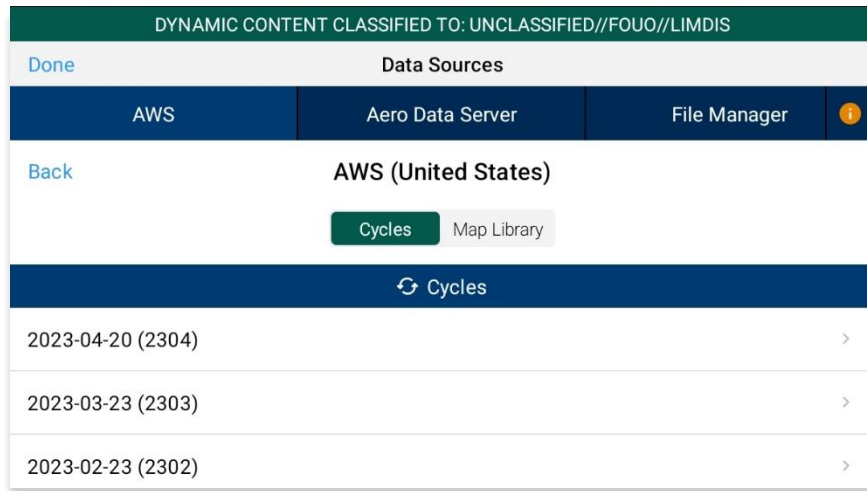 DYNAMIC CONTENT CLASSIFIED TO: UNCLASSIFIED//FOUO//LIMDIS
Done Data Sources
AWS Aero Data Server File Manager
Back AWS (United States)
Cycles Map Library
Cycles
2023-04-20 (2304)
2023-03-23 (2303)
2023-02-23 (2302)